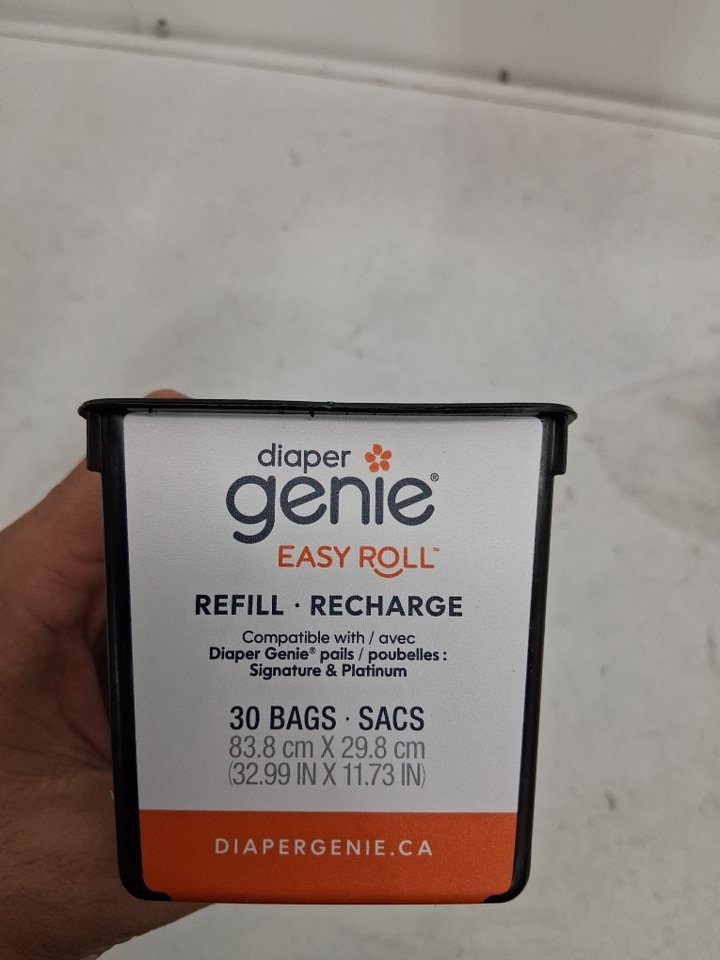 diaper
genie®
EASY ROLL™
REFILL · RECHARGE
Compatible with / avec
Diaper Genie® pails / poubelles :
Signature & Platinum
30 BAGS · SACS
83.8 cm X 29.8 cm
(32.99 IN X 11.73 IN)
DIAPERGENIE.CA